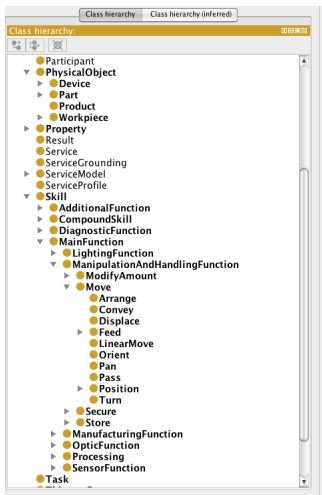 Class hierarchy Class hierarchy (inferred)
Class hierarchy:
Participant
PhysicalObject
Device
Part
Product
Workpiece
Property
Result
Service
ServiceGrounding
ServiceModel
ServiceProfile
Skill
AdditionalFunction
CompoundSkill
DiagnosticFunction
MainFunction
LightingFunction
ManipulationAndHandlingFunction
ModifyAmount
Move
Arrange
Convey
Displace
Feed
LinearMove
Orient
Pan
Pass
Position
Turn
Secure
Store
ManufacturingFunction
OpticFunction
Processing
SensorFunction
Task